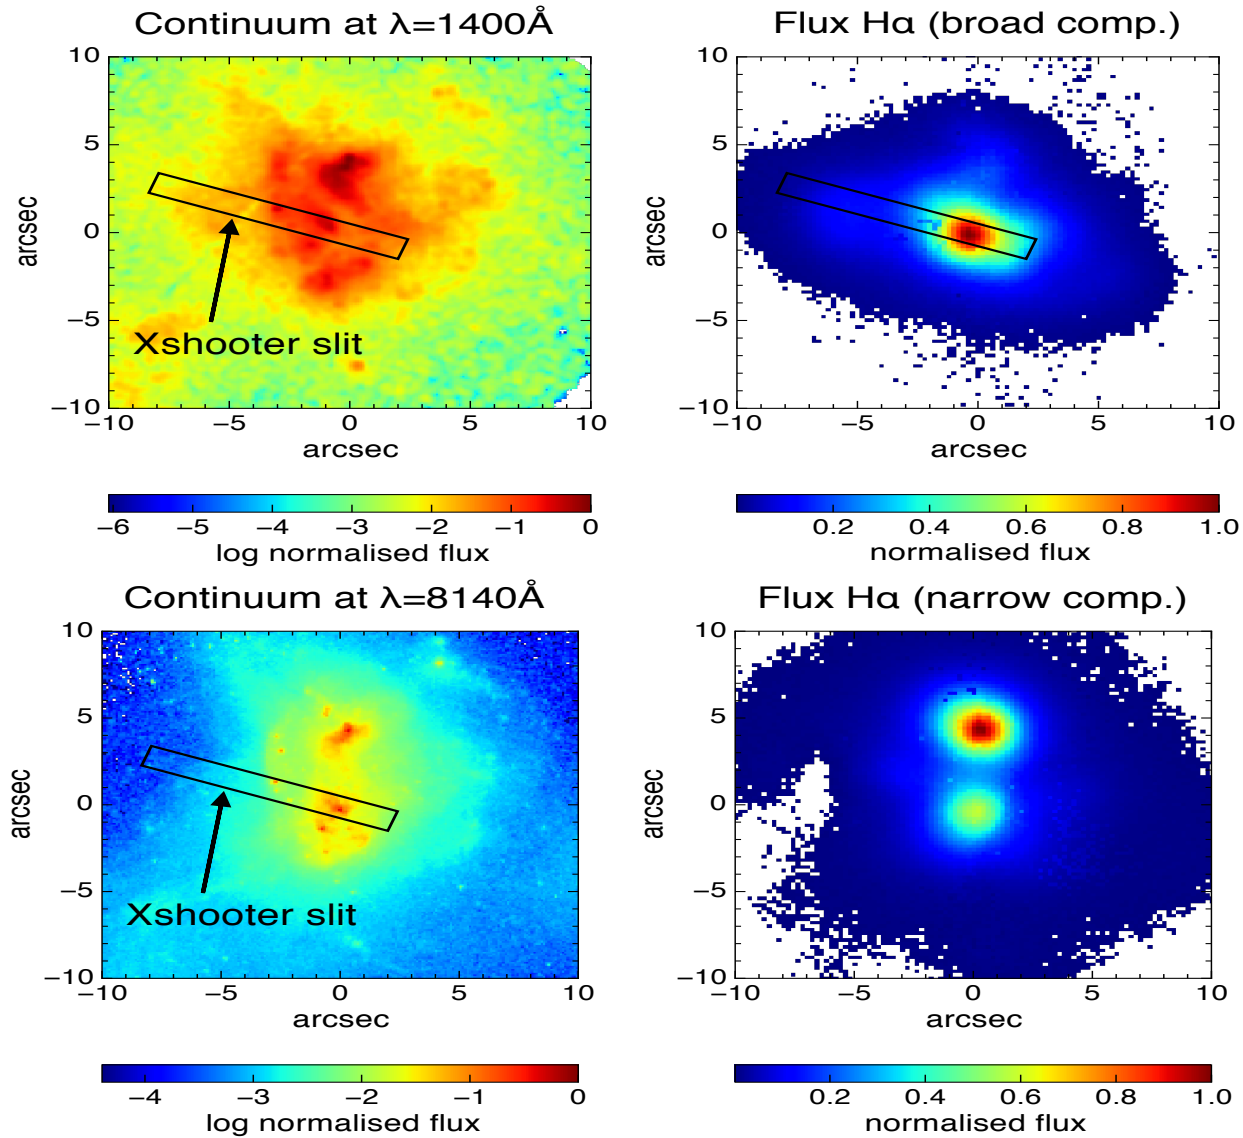 Continuum at λ=1400Å
10
5
0
−5
−10
arcsec
Xshooter slit
−10 −5 0 5 10
arcsec
−6 −5 −4 −3 −2 −1 0
log normalised flux
Flux Hα (broad comp.)
10
5
0
−5
−10
arcsec
−10 −5 0 5 10
arcsec
0.2 0.4 0.6 0.8 1.0
normalised flux
Continuum at λ=8140Å
10
5
0
−5
−10
arcsec
Xshooter slit
−10 −5 0 5 10
arcsec
−4 −3 −2 −1 0
log normalised flux
Flux Hα (narrow comp.)
10
5
0
−5
−10
arcsec
−10 −5 0 5 10
arcsec
0.2 0.4 0.6 0.8 1.0
normalised flux